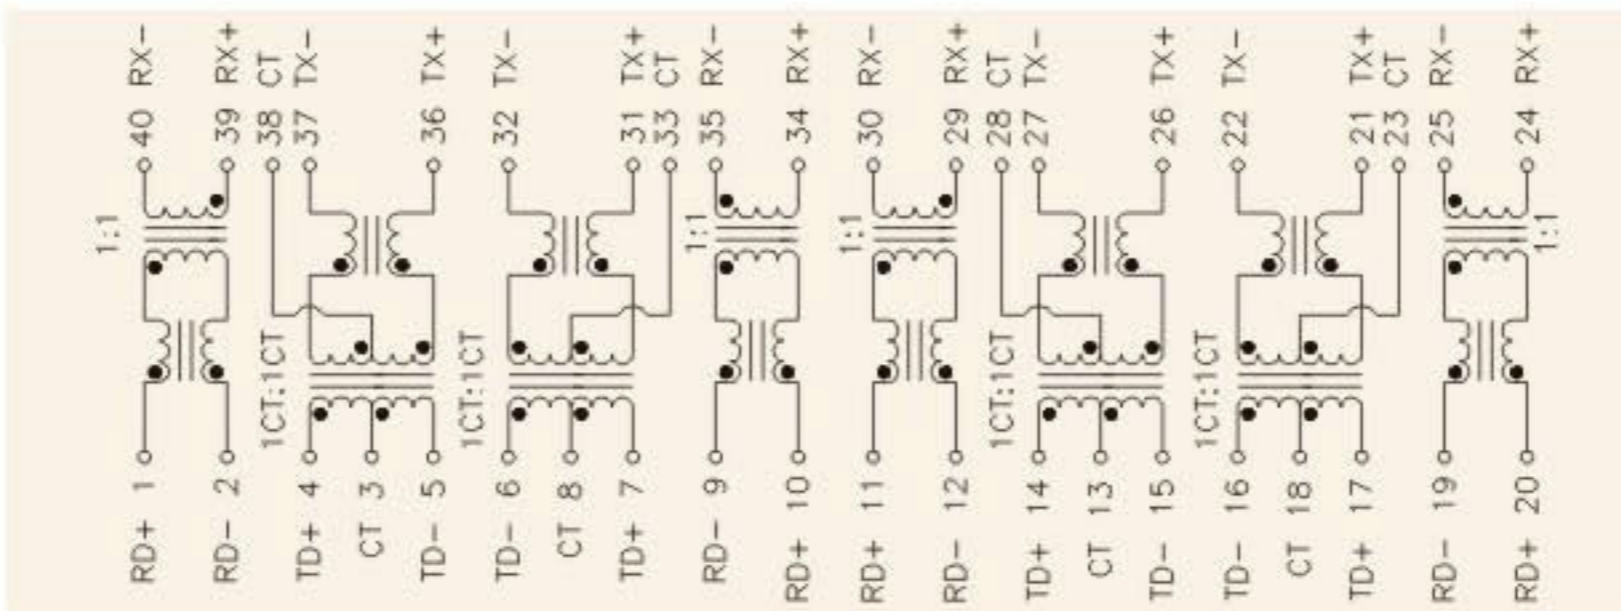 40 RX-
39 RX+
38 CT
37 TX-
36 TX+
32 TX-
31 TX+
33 CT
35 RX-
34 RX+
30 RX-
29 RX+
28 CT
27 TX-
26 TX+
22 TX-
21 TX+
23 CT
25 RX-
24 RX+
1:1
1CT:1CT
1CT:1CT
1:1
1:1
1CT:1CT
1CT:1CT
1:1
RD+ 1
RD- 2
TD+ 4
CT 3
TD- 5
TD- 6
CT 8
TD+ 7
RD- 9
RD+ 10
RD+ 11
RD- 12
TD+ 14
CT 13
TD- 15
TD- 16
CT 18
TD+ 17
RD- 19
RD+ 20